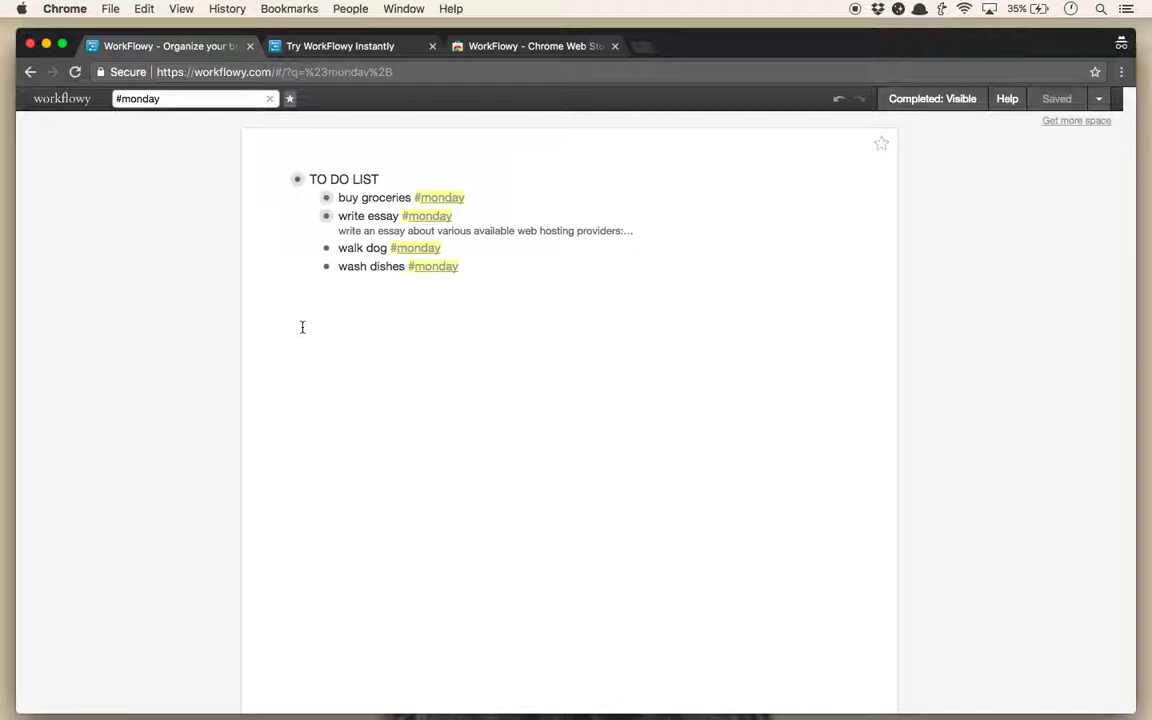 Chrome File Edit View History Bookmarks People Window Help 35%
WorkFlowy - Organize your b Try WorkFlowy Instantly WorkFlowy - Chrome Web Sto
Secure https://workflowy.com/#/?q=%23monday%2B
workflowy #monday Completed: Visible Help Saved
Get more space
TO DO LIST
buy groceries #monday
write essay #monday
write an essay about various available web hosting providers:...
walk dog #monday
wash dishes #monday